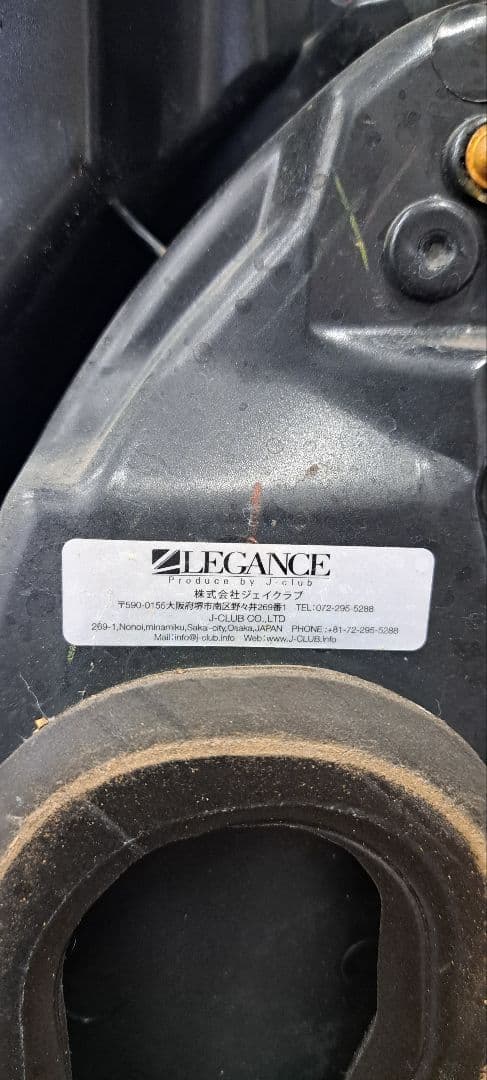 ELEGANCE
Produce by J-club
株式会社ジェイクラブ
〒590-0155大阪府堺市南区野々井269番1 TEL:072-295-5288
J-CLUB CO.,LTD
269-1,Nonoi,minamiku,Sakai-city,Osaka,JAPAN PHONE:+81-72-295-5288
Mail:info@j-club.info Web:www.J-CLUB.info